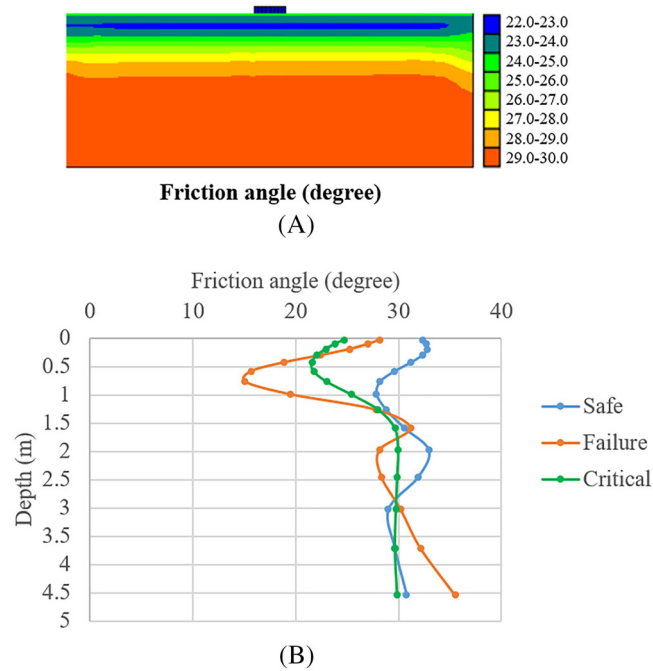 22.0-23.0
23.0-24.0
24.0-25.0
25.0-26.0
26.0-27.0
27.0-28.0
28.0-29.0
29.0-30.0
Friction angle (degree)
(A)
Friction angle (degree)
0 10 20 30 40
0
0.5
1
1.5
2
2.5
3
3.5
4
4.5
5
Depth (m)
Safe
Failure
Critical
(B)